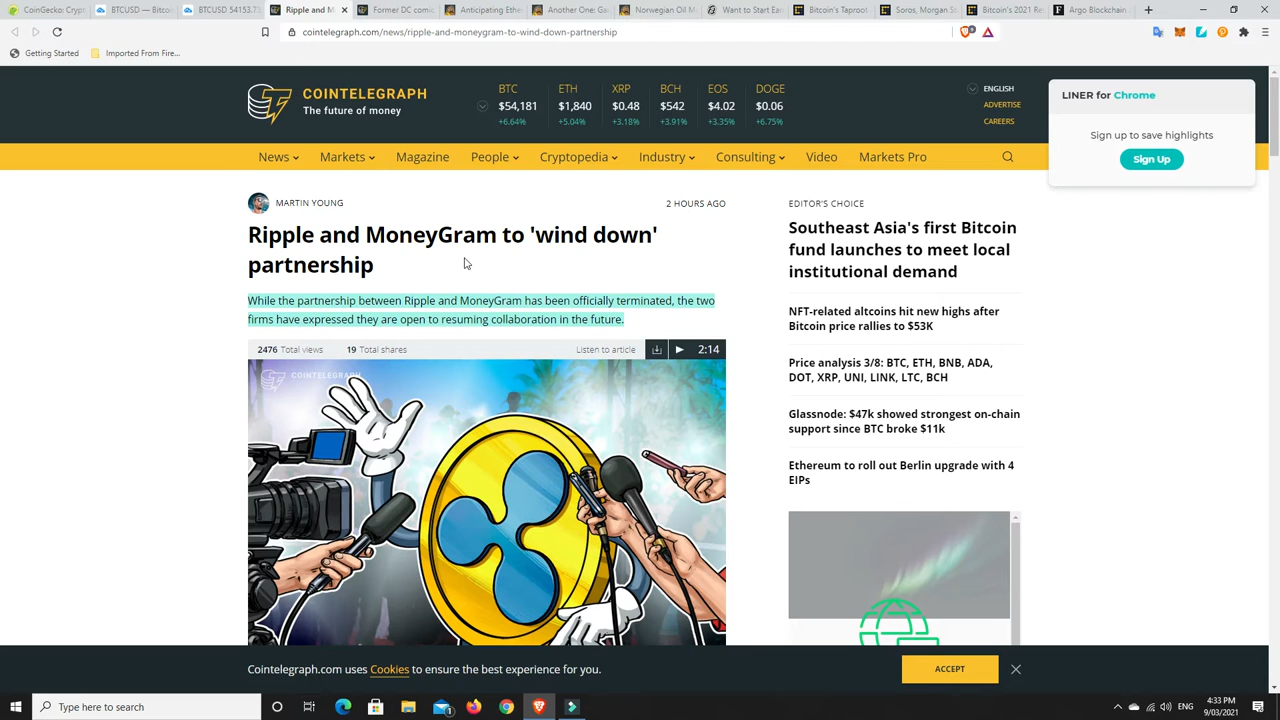 CoinGecko: Crypt
BTCUSD — Bitcoi
BTCUSD 54153.7
Ripple and M
Former DC comic
Anticipating Ethe
Another One: Ga
Norwegian Oil M
Want to Start Ea
Bitcoin's Taproot
Soros, Morgan St
Bitcoin's 2021 Re
Argo Blockchain
cointelegraph.com/news/ripple-and-moneygram-to-wind-down-partnership
Getting Started
Imported From Fire...
COINTELEGRAPH
The future of money
BTC ETH XRP BCH EOS DOGE
$54,181 $1,840 $0.48 $542 $4.02 $0.06
+6.64% +5.04% +3.18% +3.91% +3.35% +6.75%
ENGLISH
ADVERTISE
CAREERS
LINER for Chrome
Sign up to save highlights
Sign Up
News Markets Magazine People Cryptopedia Industry Consulting Video Markets Pro
MARTIN YOUNG
2 HOURS AGO
Ripple and MoneyGram to 'wind down'
partnership
While the partnership between Ripple and MoneyGram has been officially terminated, the two
firms have expressed they are open to resuming collaboration in the future.
2476 Total views 19 Total shares Listen to article 2:14
COINTELEGRAPH
EDITOR'S CHOICE
Southeast Asia's first Bitcoin
fund launches to meet local
institutional demand
NFT-related altcoins hit new highs after
Bitcoin price rallies to $53K
Price analysis 3/8: BTC, ETH, BNB, ADA,
DOT, XRP, UNI, LINK, LTC, BCH
Glassnode: $47k showed strongest on-chain
support since BTC broke $11k
Ethereum to roll out Berlin upgrade with 4
EIPs
Cointelegraph.com uses Cookies to ensure the best experience for you.
ACCEPT
Type here to search
ENG
4:33 PM
9/03/2021